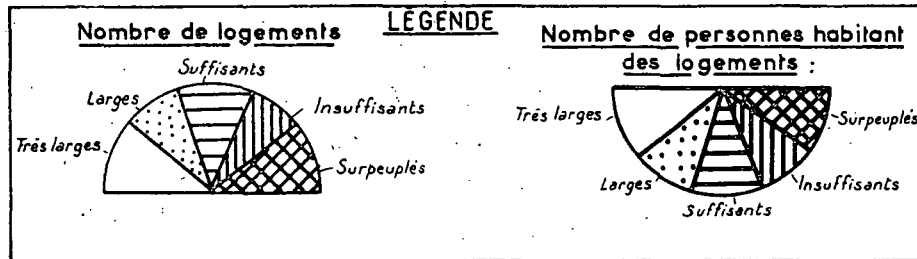 LÉGENDE
Nombre de logements
Suffisants
Larges
Insuffisants
Très larges
Surpeuplés
Nombre de personnes habitant
des logements :
Très larges
Surpeuplés
Larges
Insuffisants
Suffisants